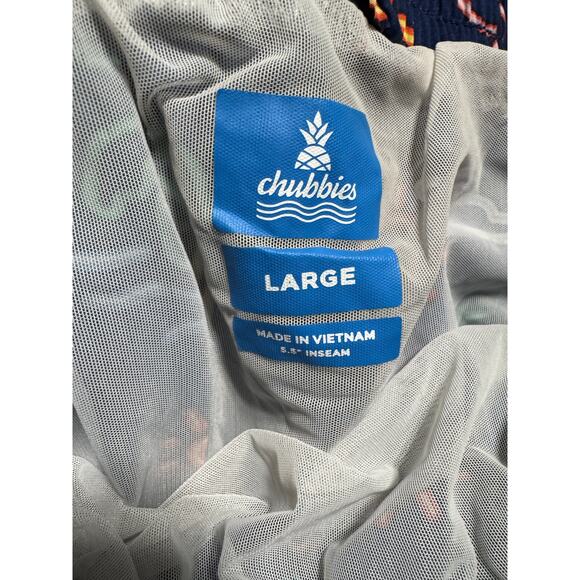 chubbies
LARGE
MADE IN VIETNAM
5.5" INSEAM